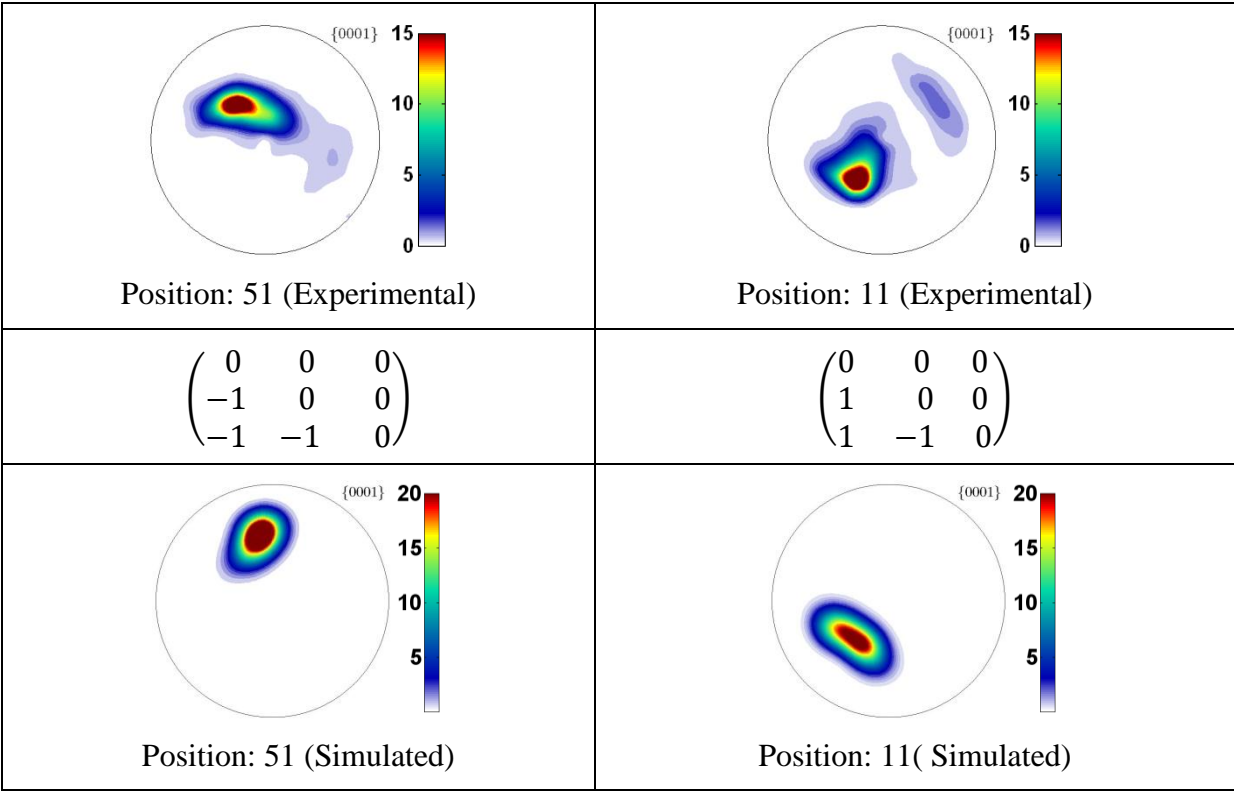 {0001} 15
10
5
0
Position: 51 (Experimental)
{0001} 15
10
5
0
Position: 11 (Experimental)
0 0 0
−1 0 0
−1 −1 0
0 0 0
1 0 0
1 −1 0
{0001} 20
15
10
5
Position: 51 (Simulated)
{0001} 20
15
10
5
Position: 11( Simulated)